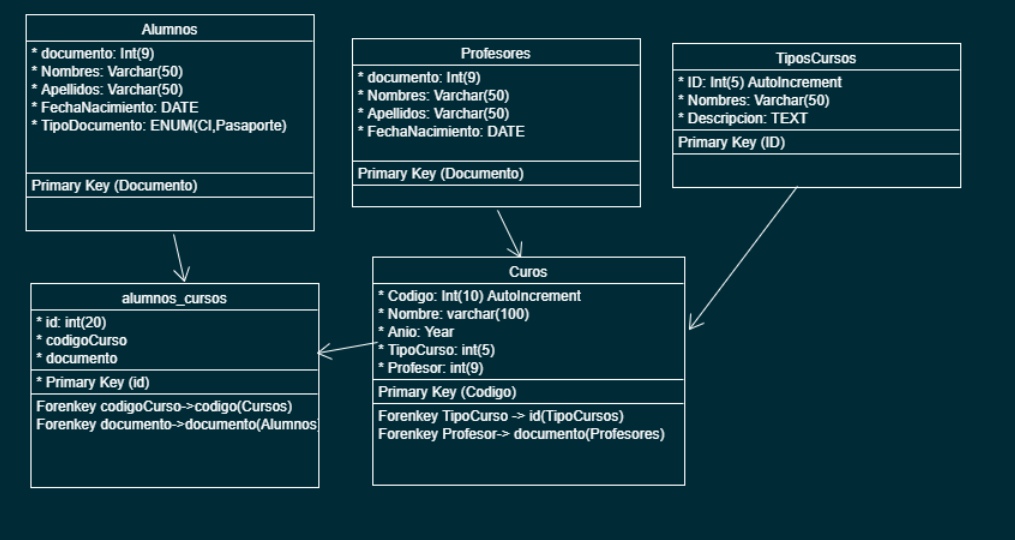 Alumnos
* documento: Int(9)
* Nombres: Varchar(50)
* Apellidos: Varchar(50)
* FechaNacimiento: DATE
* TipoDocumento: ENUM(CI,Pasaporte)
Primary Key (Documento)
Profesores
* documento: Int(9)
* Nombres: Varchar(50)
* Apellidos: Varchar(50)
* FechaNacimiento: DATE
Primary Key (Documento)
TiposCursos
* ID: Int(5) AutoIncrement
* Nombres: Varchar(50)
* Descripcion: TEXT
Primary Key (ID)
alumnos_cursos
* id: int(20)
* codigoCurso
* documento
* Primary Key (id)
Forenkey codigoCurso->codigo(Cursos)
Forenkey documento->documento(Alumnos)
Curos
* Codigo: Int(10) AutoIncrement
* Nombre: varchar(100)
* Anio: Year
* TipoCurso: int(5)
* Profesor: int(9)
Primary Key (Codigo)
Forenkey TipoCurso -> id(TipoCursos)
Forenkey Profesor-> documento(Profesores)